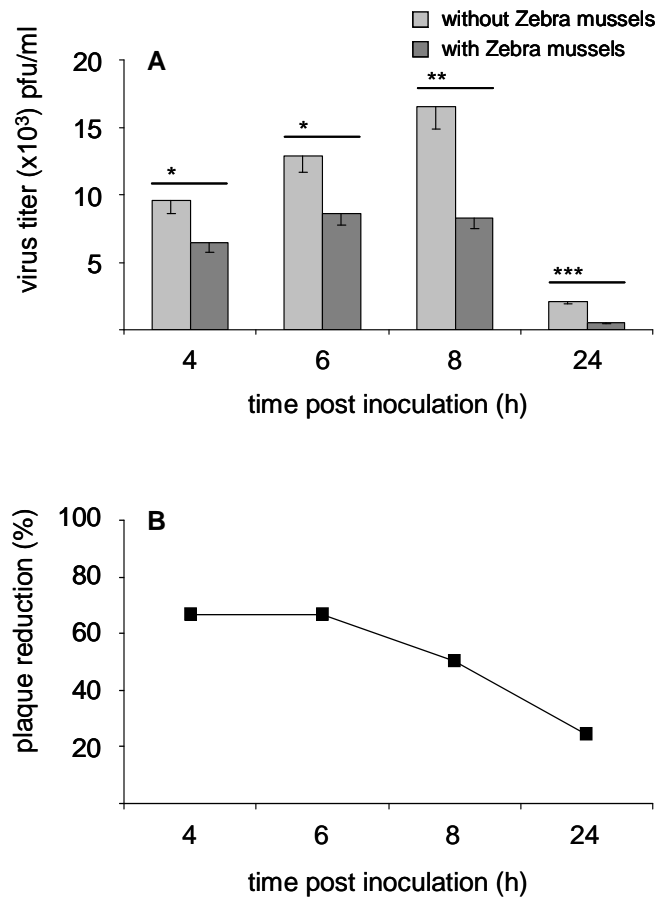 without Zebra mussels
with Zebra mussels
A
virus titer (x10³) pfu/ml
20
15
10
5
*
*
**
***
4 6 8 24
time post inoculation (h)
B
plaque reduction (%)
100
80
60
40
20
4 6 8 24
time post inoculation (h)